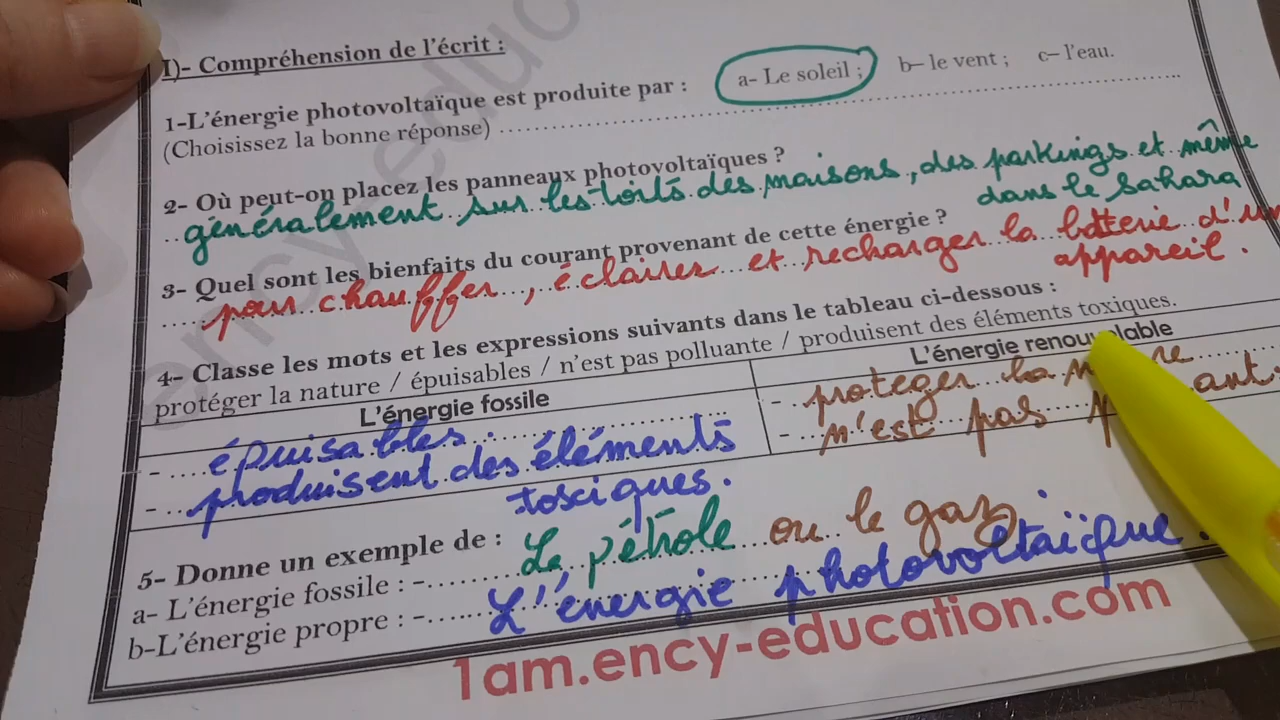 I)- Compréhension de l'écrit :
1-L'énergie photovoltaïque est produite par : a- Le soleil ; b– le vent ; c– l'eau.
(Choisissez la bonne réponse)
2- Où peut-on placez les panneaux photovoltaïques ?
généralement sur les toits des maisons, des parkings et même
dans le Sahara
3- Quel sont les bienfaits du courant provenant de cette énergie ?
pour chauffer, éclairer et recharger la batterie d'un
appareil.
4- Classe les mots et les expressions suivants dans le tableau ci-dessous :
protéger la nature / épuisables / n'est pas polluante / produisent des éléments toxiques.
L'énergie fossile
L'énergie renouvelable
- épuisables.
- produisent des éléments
toxiques.
- protéger la
- n'est pas
5- Donne un exemple de :
a- L'énergie fossile : - Le pétrole ou le gaz
b-L'énergie propre : - L'énergie photovoltaïque.
1am.ency-education.com